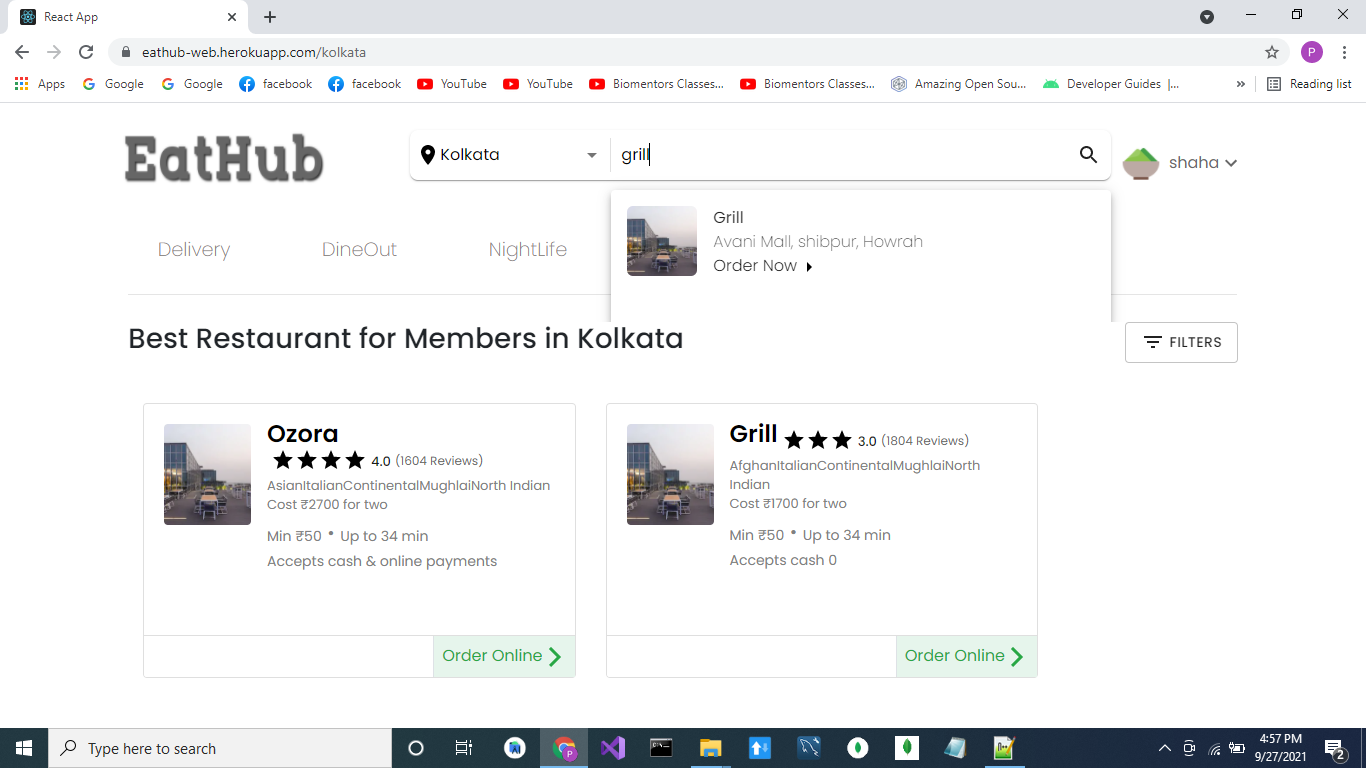 React App
eathub-web.herokuapp.com/kolkata
P
Apps Google Google facebook facebook YouTube YouTube Biomentors Classes... Biomentors Classes... Amazing Open Sou... Developer Guides |... » Reading list
EatHub
Kolkata
grill
shaha
Delivery DineOut NightLife
Grill
Avani Mall, shibpur, Howrah
Order Now
Best Restaurant for Members in Kolkata
FILTERS
Ozora
4.0 (1604 Reviews)
AsianItalianContinentalMughlaiNorth Indian
Cost ₹2700 for two
Min ₹50 • Up to 34 min
Accepts cash & online payments
Order Online
Grill 3.0 (1804 Reviews)
AfghanItalianContinentalMughlaiNorth
Indian
Cost ₹1700 for two
Min ₹50 • Up to 34 min
Accepts cash 0
Order Online
Type here to search
P
4:57 PM
9/27/2021
2